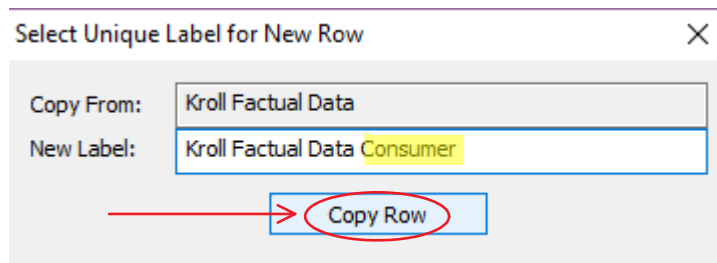 Select Unique Label for New Row
Copy From: Kroll Factual Data
New Label: Kroll Factual Data Consumer
Copy Row